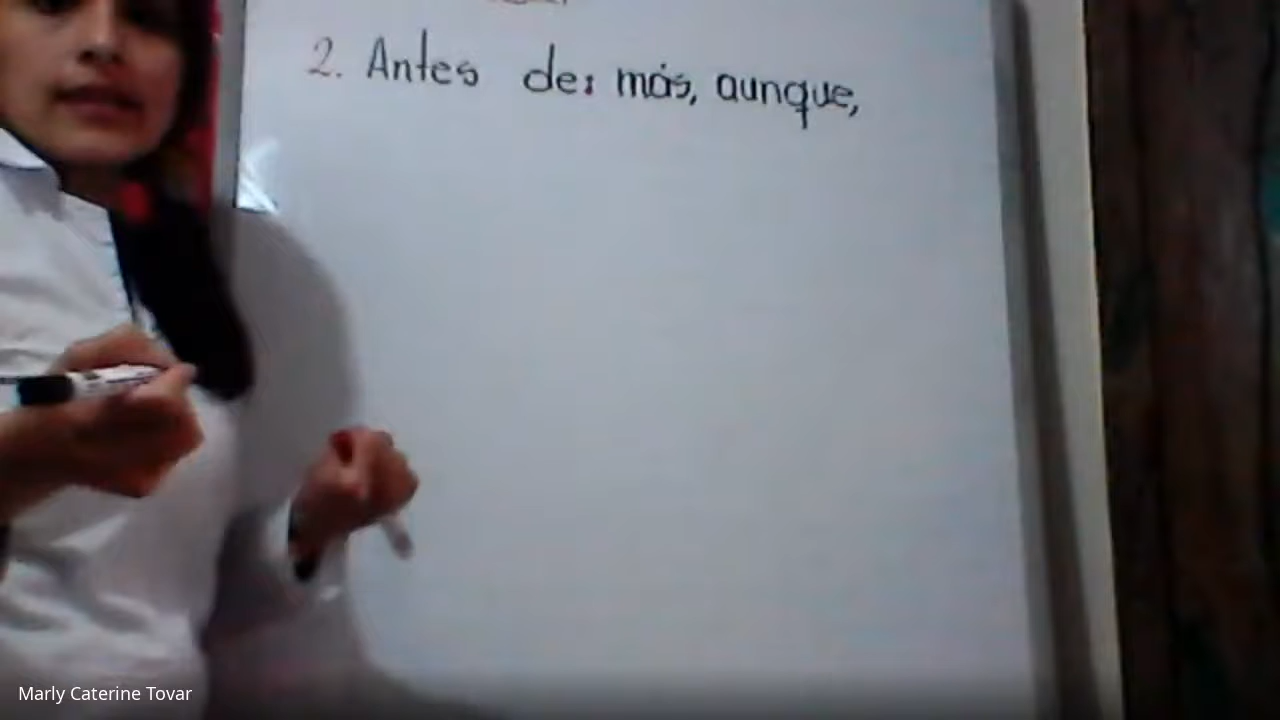 2. Antes de: más, aunque,
Marly Caterine Tovar